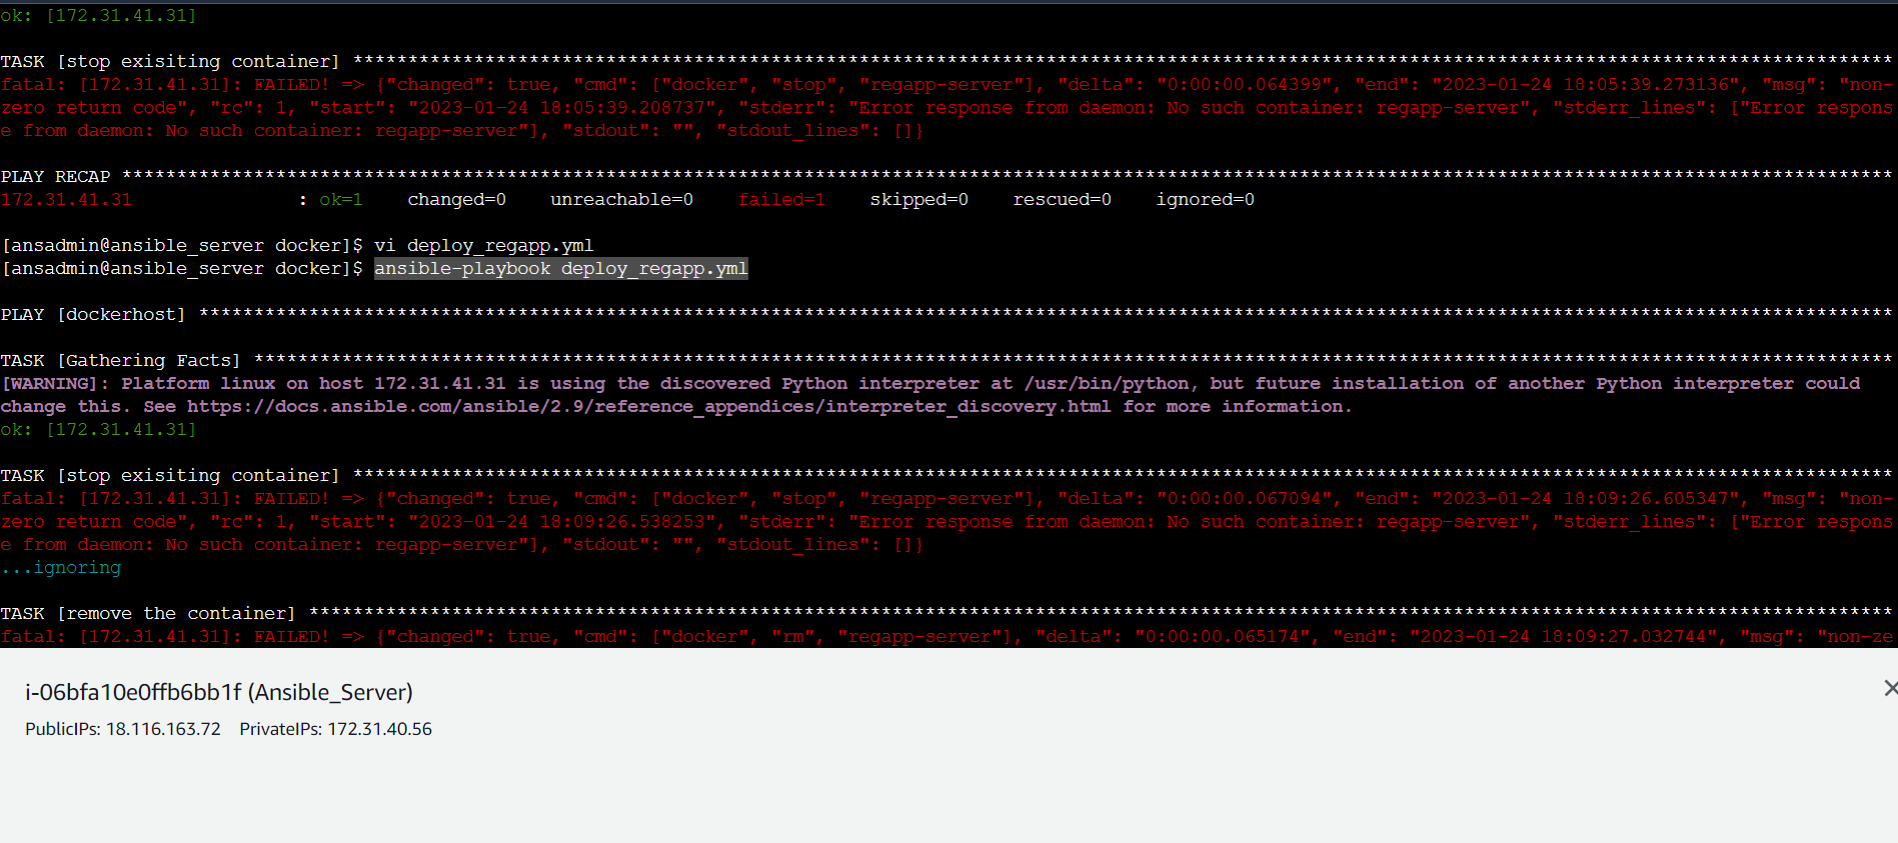 ok: [172.31.41.31]
TASK [stop exisiting container] ********************************************************************************************************************************************
fatal: [172.31.41.31]: FAILED! => {"changed": true, "cmd": ["docker", "stop", "regapp-server"], "delta": "0:00:00.064399", "end": "2023-01-24 18:05:39.273136", "msg": "non-
zero return code", "rc": 1, "start": "2023-01-24 18:05:39.208737", "stderr": "Error response from daemon: No such container: regapp-server", "stderr_lines": ["Error respons
e from daemon: No such container: regapp-server"], "stdout": "", "stdout_lines": []}
PLAY RECAP *****************************************************************************************************************************************************************
172.31.41.31               : ok=1    changed=0    unreachable=0    failed=1    skipped=0    rescued=0    ignored=0
[ansadmin@ansible_server docker]$ vi deploy_regapp.yml
[ansadmin@ansible_server docker]$ ansible-playbook deploy_regapp.yml
PLAY [dockerhost] **********************************************************************************************************************************************************
TASK [Gathering Facts] *****************************************************************************************************************************************************
[WARNING]: Platform linux on host 172.31.41.31 is using the discovered Python interpreter at /usr/bin/python, but future installation of another Python interpreter could
change this. See https://docs.ansible.com/ansible/2.9/reference_appendices/interpreter_discovery.html for more information.
ok: [172.31.41.31]
TASK [stop exisiting container] ********************************************************************************************************************************************
fatal: [172.31.41.31]: FAILED! => {"changed": true, "cmd": ["docker", "stop", "regapp-server"], "delta": "0:00:00.067094", "end": "2023-01-24 18:09:26.605347", "msg": "non-
zero return code", "rc": 1, "start": "2023-01-24 18:09:26.538253", "stderr": "Error response from daemon: No such container: regapp-server", "stderr_lines": ["Error respons
e from daemon: No such container: regapp-server"], "stdout": "", "stdout_lines": []}
...ignoring
TASK [remove the container] ************************************************************************************************************************************************
fatal: [172.31.41.31]: FAILED! => {"changed": true, "cmd": ["docker", "rm", "regapp-server"], "delta": "0:00:00.065174", "end": "2023-01-24 18:09:27.032744", "msg": "non-ze
i-06bfa10e0ffb6bb1f (Ansible_Server)
PublicIPs: 18.116.163.72    PrivateIPs: 172.31.40.56